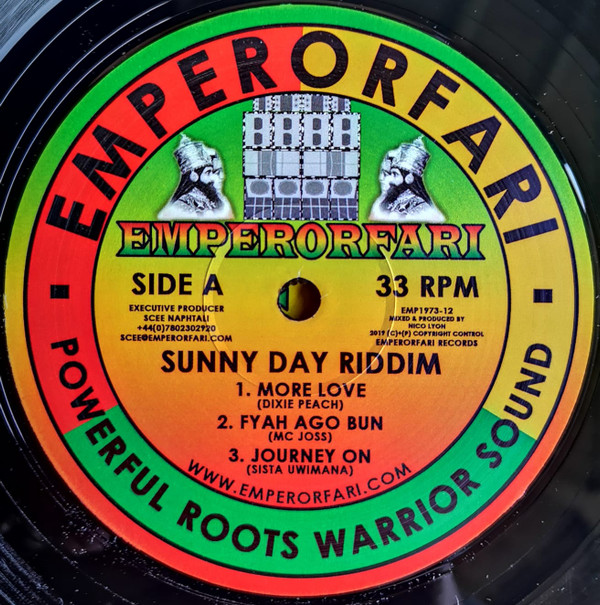 EMPERORFARI
EMPERORFARI
SIDE A
33 RPM
EXECUTIVE PRODUCER
SCEE NAPHTALI
+44(0)7802302920
SCEE@EMPERORFARI.COM
EMP1973-12
MIXED & PRODUCED BY
NICO LYON
2019 (C)+(P) COPYRIGHT CONTROL
EMPERORFARI RECORDS
SUNNY DAY RIDDIM
1. MORE LOVE
(DIXIE PEACH)
2. FYAH AGO BUN
(MC JOSS)
3. JOURNEY ON
(SISTA UWIMANA)
WWW.EMPERORFARI.COM
POWERFUL ROOTS WARRIOR SOUND